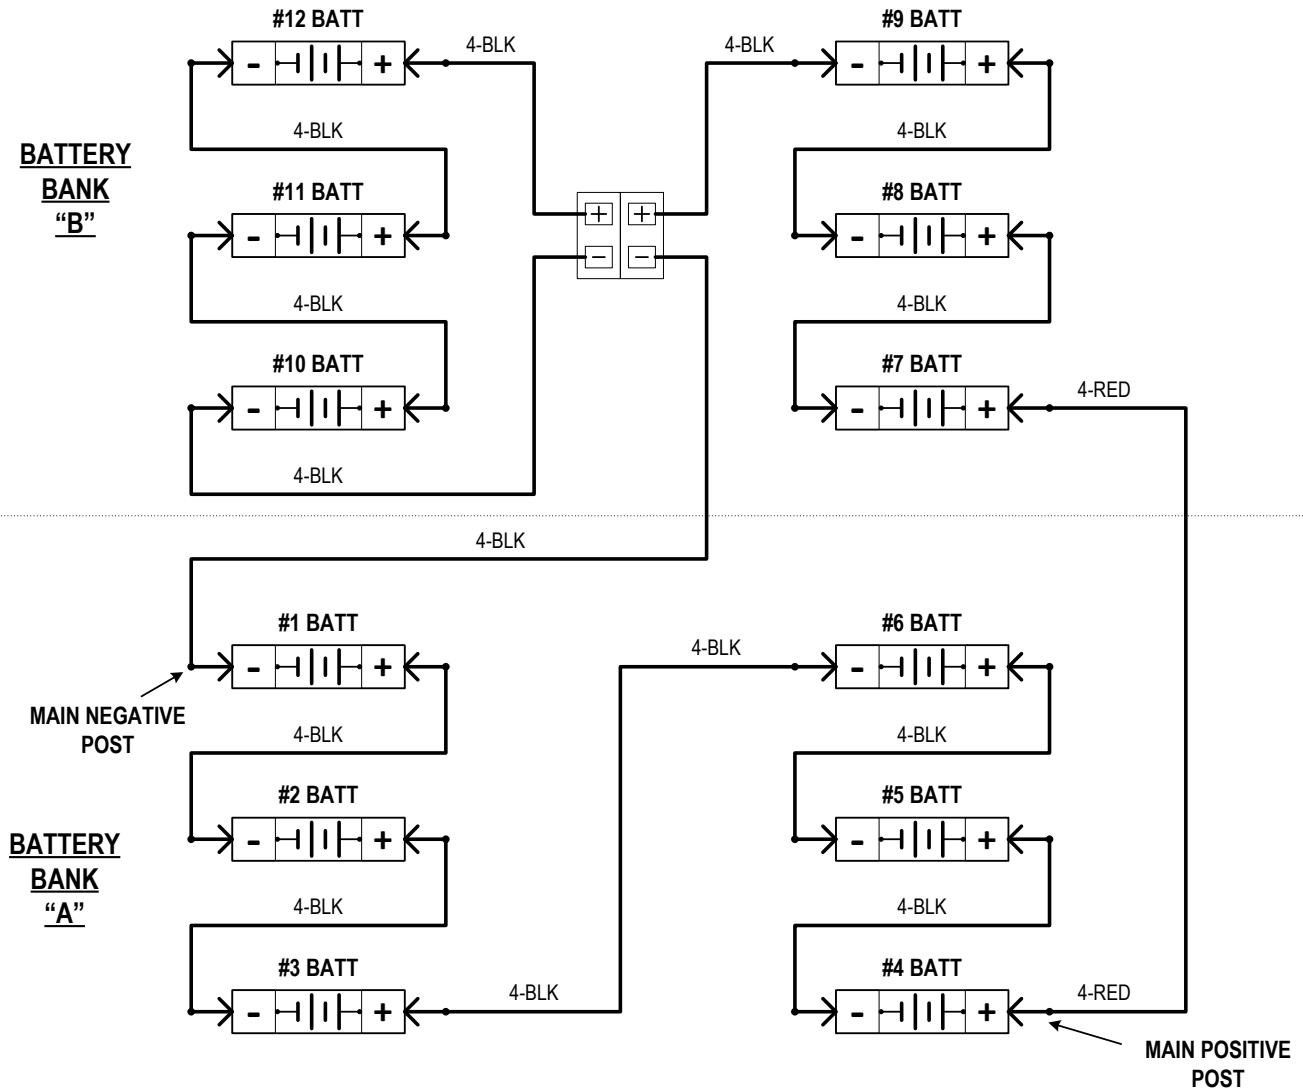 #12 BATT
4-BLK
4-BLK
#9 BATT
- +
- +
4-BLK
4-BLK
BATTERY
BANK
“B”
#11 BATT
#8 BATT
+ +
- +
- +
- -
4-BLK
4-BLK
#10 BATT
#7 BATT
4-RED
- +
- +
4-BLK
4-BLK
#1 BATT
#6 BATT
4-BLK
- +
- +
MAIN NEGATIVE
POST
4-BLK
4-BLK
#2 BATT
#5 BATT
- +
- +
BATTERY
BANK
“A”
4-BLK
4-BLK
#3 BATT
#4 BATT
4-BLK
4-RED
- +
- +
MAIN POSITIVE
POST